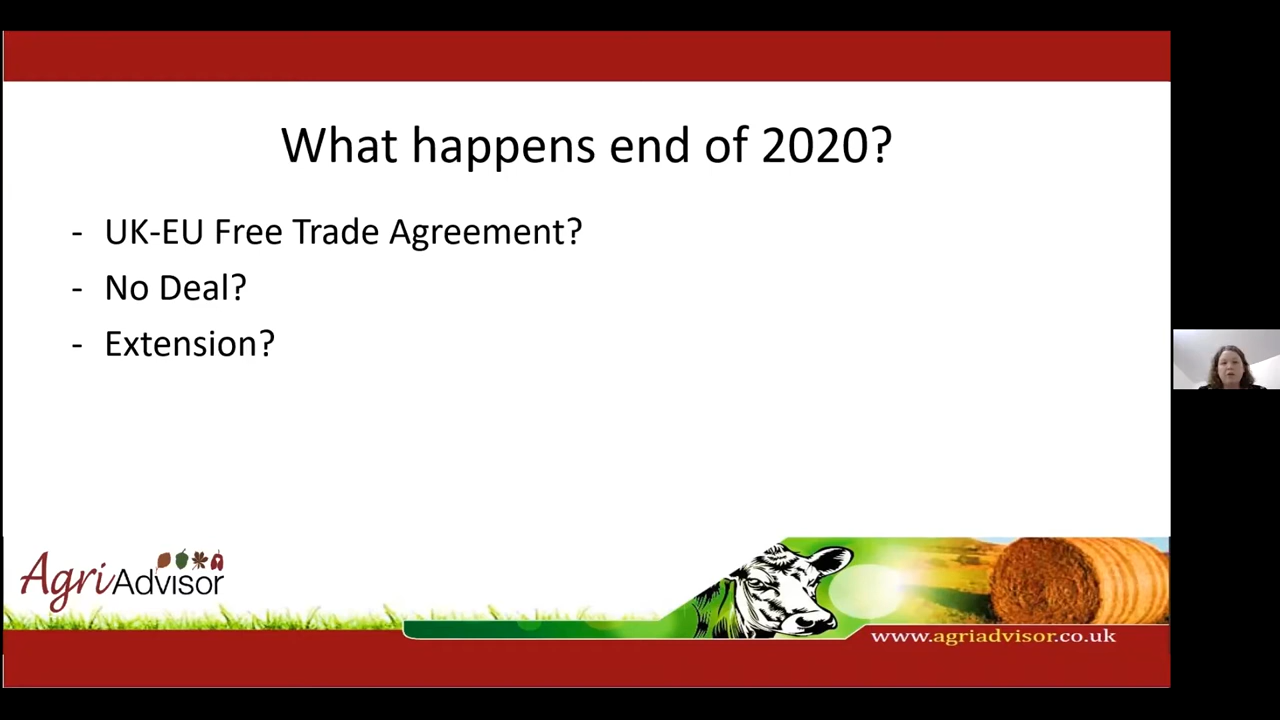 What happens end of 2020?
- UK-EU Free Trade Agreement?
- No Deal?
- Extension?
AgriAdvisor
www.agriadvisor.co.uk